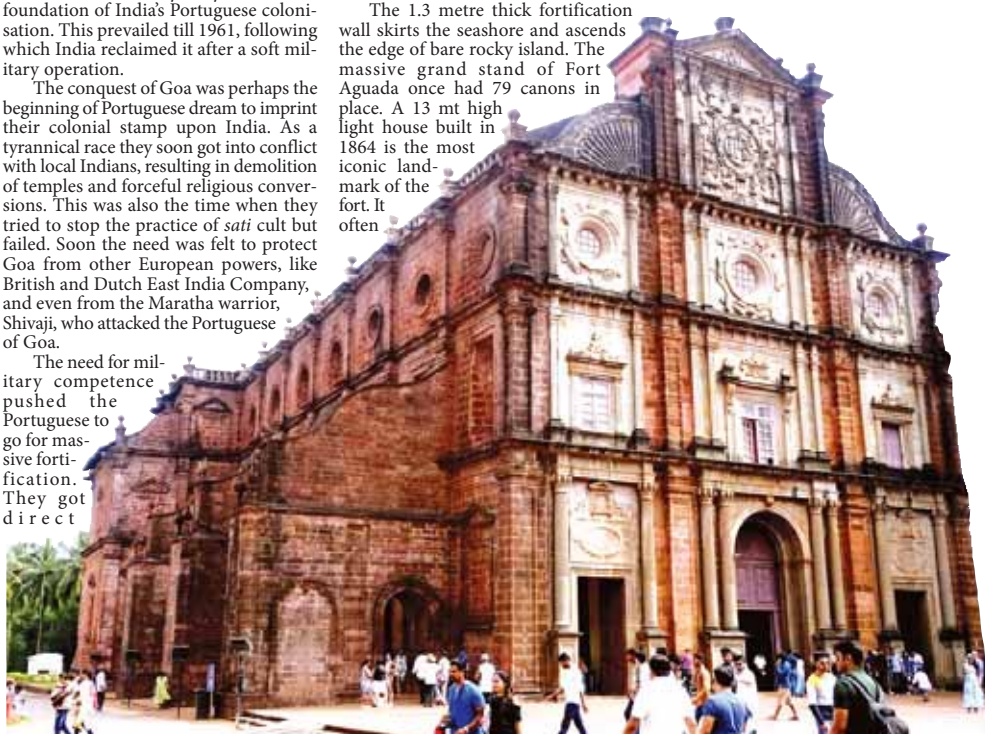 foundation of India's Portuguese coloni-
sation. This prevailed till 1961, following
which India reclaimed it after a soft mil-
itary operation.
The conquest of Goa was perhaps the
beginning of Portuguese dream to imprint
their colonial stamp upon India. As a
tyrannical race they soon got into conflict
with local Indians, resulting in demolition
of temples and forceful religious conver-
sions. This was also the time when they
tried to stop the practice of sati cult but
failed. Soon the need was felt to protect
Goa from other European powers, like
British and Dutch East India Company,
and even from the Maratha warrior,
Shivaji, who attacked the Portuguese
of Goa.
The need for mil-
itary competence
pushed the
Portuguese to
go for mas-
sive forti-
fication.
They got
direct
The 1.3 metre thick fortification
wall skirts the seashore and ascends
the edge of bare rocky island. The
massive grand stand of Fort
Aguada once had 79 canons in
place. A 13 mt high
light house built in
1864 is the most
iconic land-
mark of the
fort. It
often